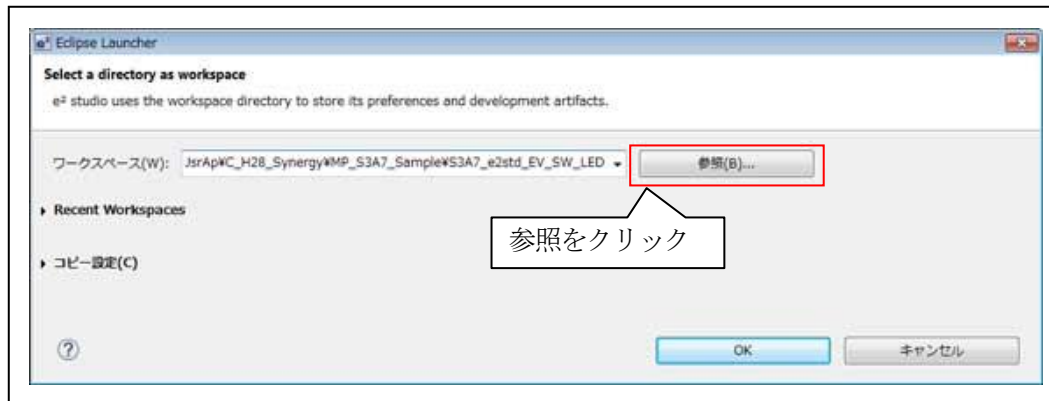 e² Eclipse Launcher
Select a directory as workspace
e² studio uses the workspace directory to store its preferences and development artifacts.
ワークスペース(W): JsrAp¥C_H28_Synergy¥MP_S3A7_Sample¥S3A7_e2std_EV_SW_LED 参照(B)...
Recent Workspaces
参照をクリック
コピー設定(C)
? OK キャンセル